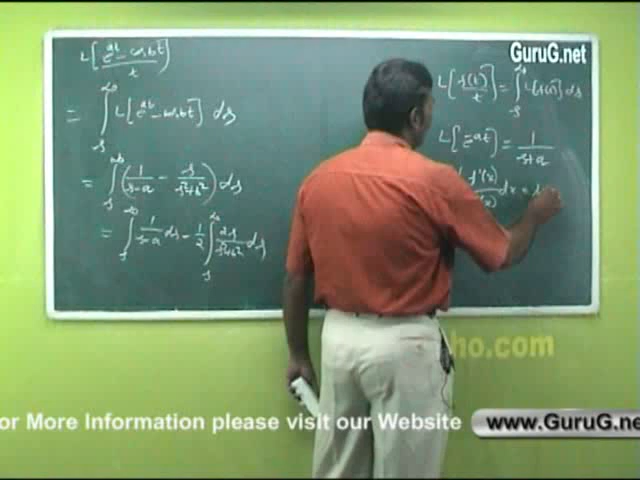 L[(e^at - cos bt)/t]
= ∫_s^∞ L[e^at - cos bt] ds
= ∫_s^∞ (1/(s-a) - s/(s²+b²)) ds
= ∫_s^∞ 1/(s-a) ds - 1/2 ∫_s^∞ 2s/(s²+b²) ds
GuruG.net
L[f(t)/t] = ∫_s^∞ L[f(t)] ds
L[e^-at] = 1/(s+a)
f'(x)
(x) dx =
ho.com
or More Information please visit our Website www.GuruG.ne